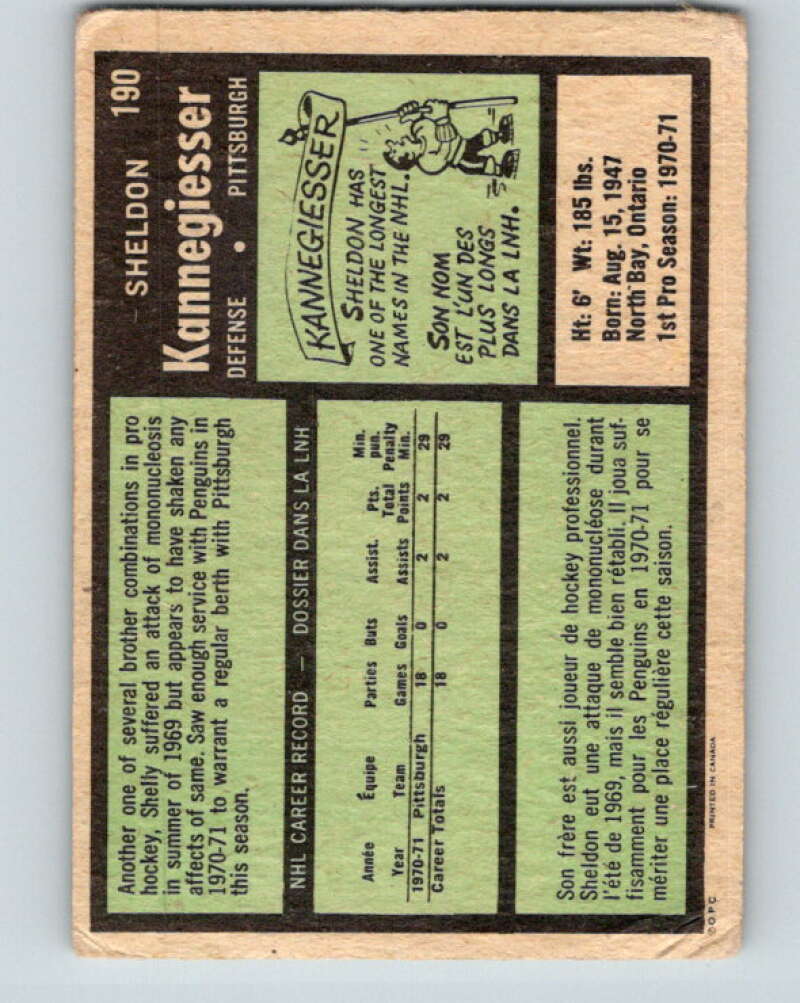 SHELDON 190
Kannegiesser
DEFENSE • PITTSBURGH
Another one of several brother combinations in pro
hockey, Shelly suffered an attack of mononucleosis
in summer of 1969 but appears to have shaken any
affects of same. Saw enough service with Penguins in
1970-71 to warrant a regular berth with Pittsburgh
this season.
KANNEGIESSER
SHELDON HAS
ONE OF THE LONGEST
NAMES IN THE NHL.
SON NOM
EST L'UN DES
PLUS LONGS
DANS LA LNH.
NHL CAREER RECORD — DOSSIER DANS LA LNH
Année Équipe Parties Buts Assist. Pts. Total Min. pun.
Year Team Games Goals Assists Points Penalty Min.
1970-71 Pittsburgh 18 0 2 2 29
Career Totals 18 0 2 2 29
Ht: 6' Wt: 185 lbs.
Born: Aug. 15, 1947
North Bay, Ontario
1st Pro Season: 1970-71
Son frère est aussi joueur de hockey professionnel.
Sheldon eut une attaque de mononucléose durant
l'été de 1969, mais il semble bien rétabli. Il joua suf-
fisamment pour les Penguins en 1970-71 pour se
mériter une place régulière cette saison.
©O.P.C. PRINTED IN CANADA